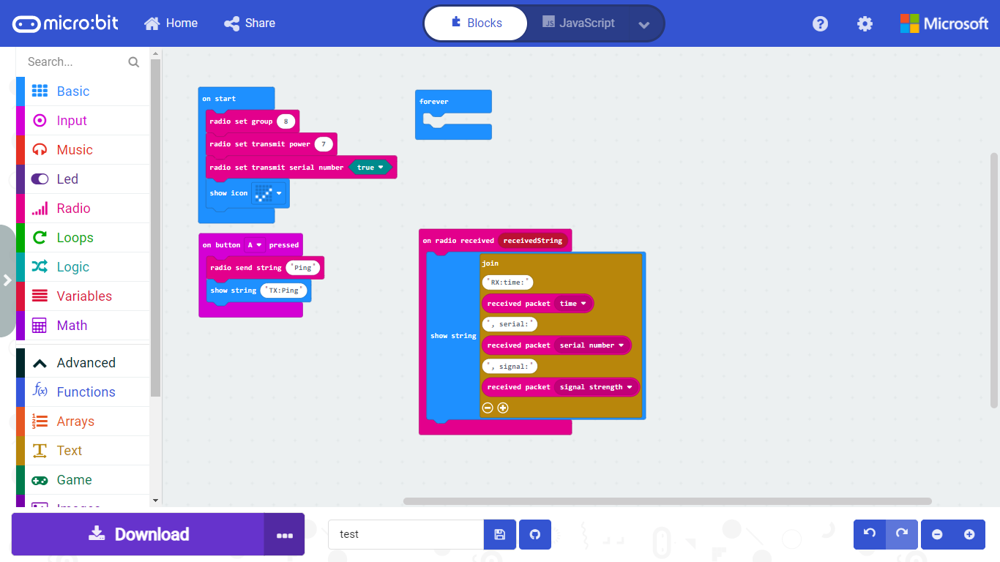 micro:bit Home Share Blocks JavaScript Microsoft
Search...
Basic
Input
Music
Led
Radio
Loops
Logic
Variables
Math
Advanced
Functions
Arrays
Text
Game
Images
on start
radio set group 8
radio set transmit power 7
radio set transmit serial number true
show icon
on button A pressed
radio send string "Ping"
show string "TX:Ping"
forever
on radio received receivedString
show string
join
"RX:time:"
received packet time
", serial:"
received packet serial number
", signal:"
received packet signal strength
Download ... test